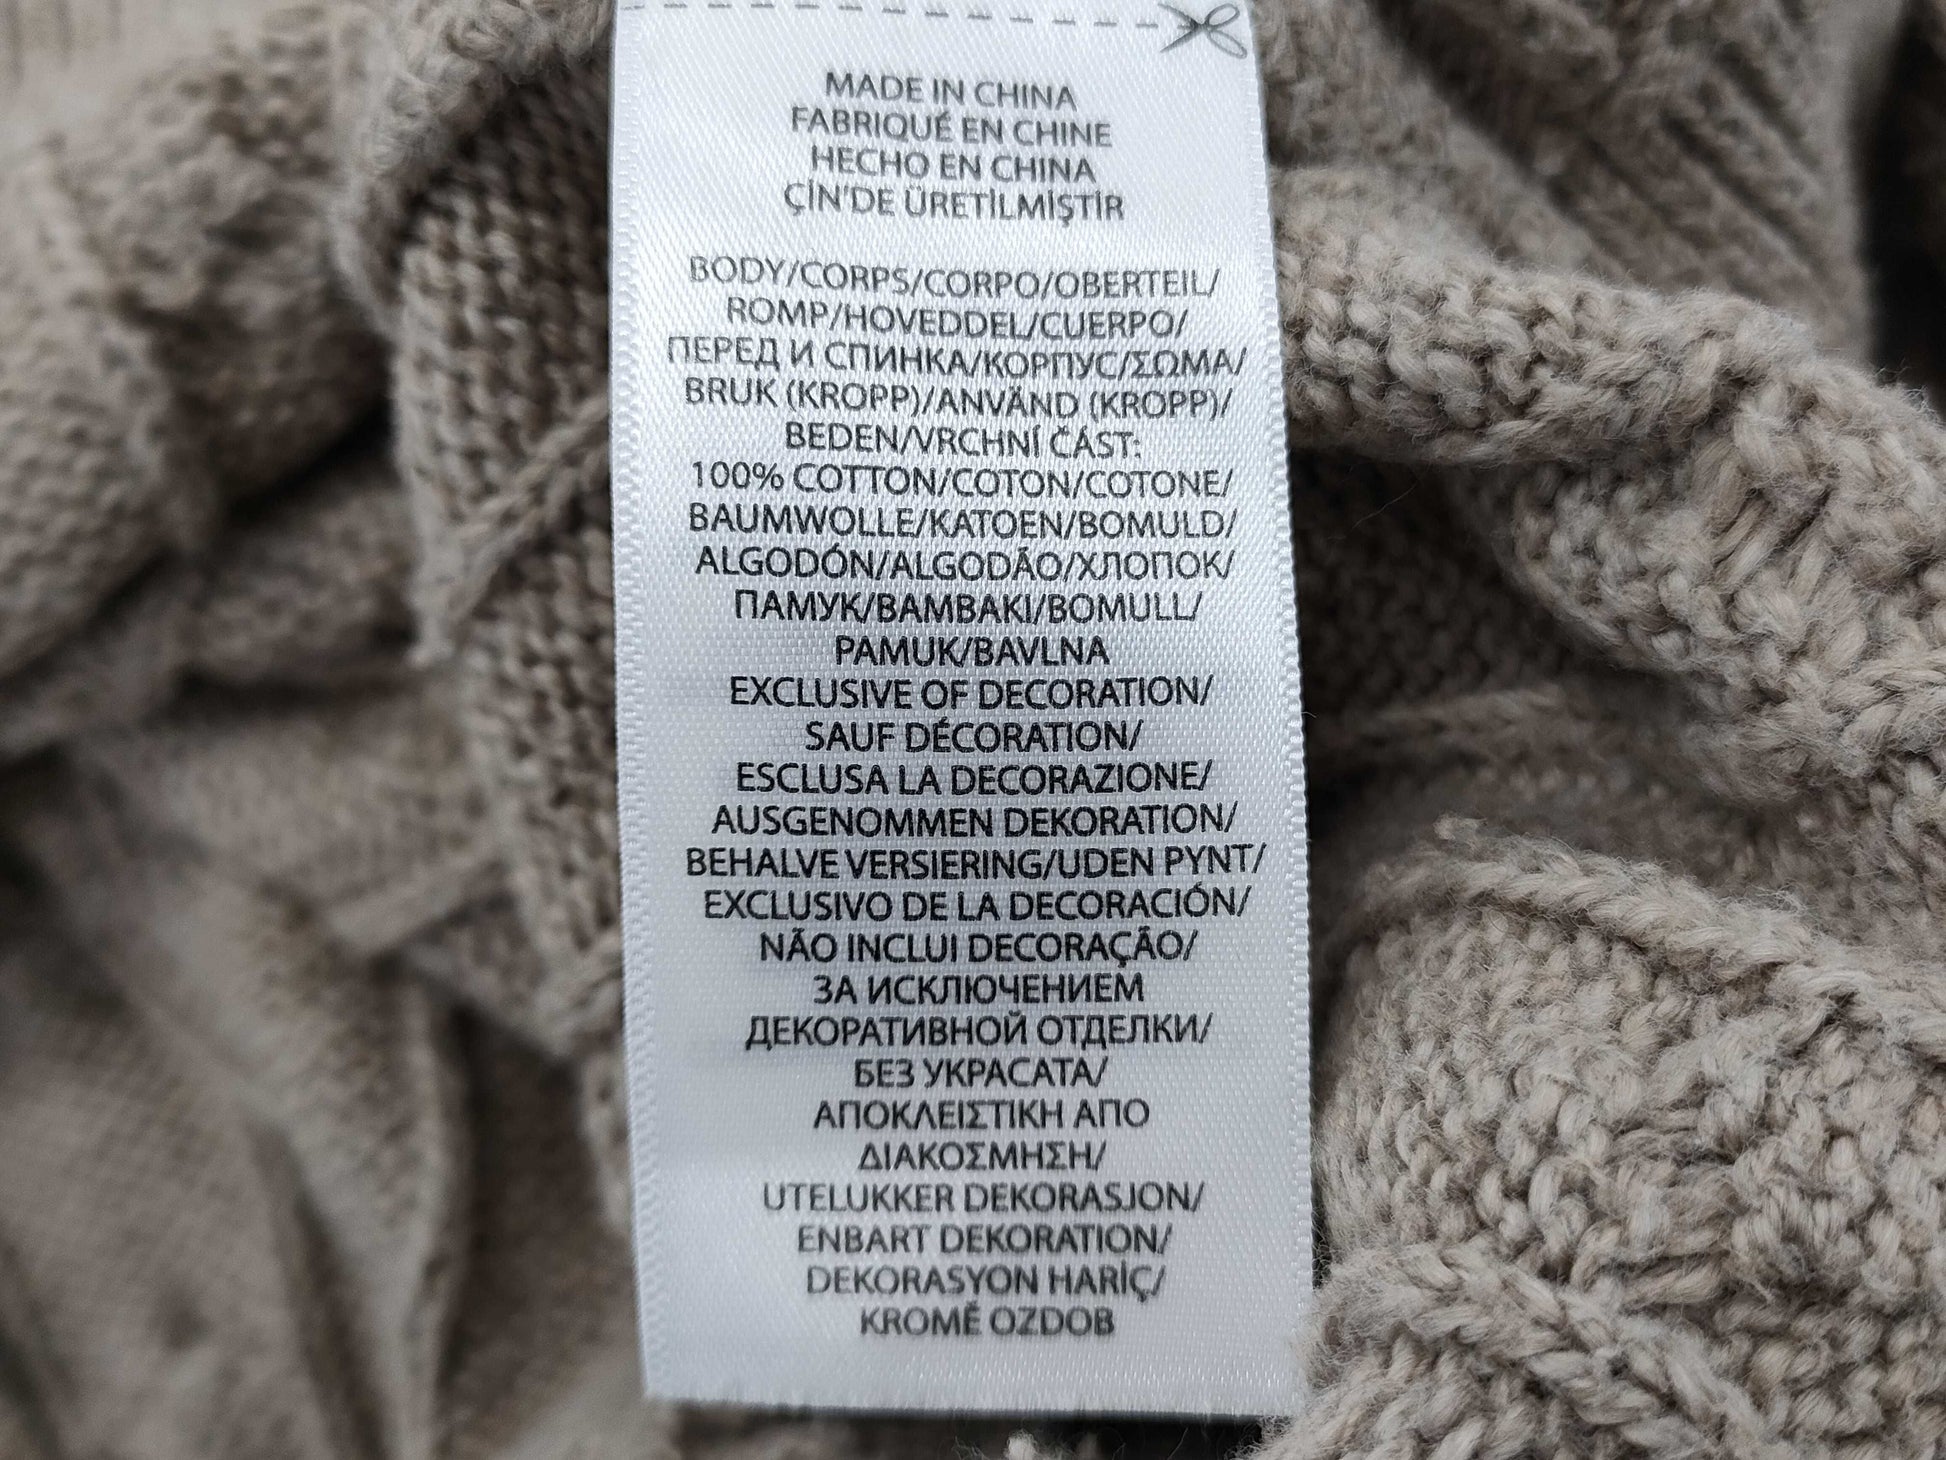 MADE IN CHINA
FABRIQUÉ EN CHINE
HECHO EN CHINA
ÇİN'DE ÜRETİLMİŞTİR
BODY/CORPS/CORPO/OBERTEIL/
ROMP/HOVEDDEL/CUERPO/
ПЕРЕД И СПИНКА/КОРПУС/ΣΩΜΑ/
BRUK (KROPP)/ANVÄND (KROPP)/
BEDEN/VRCHNÍ ČÁST:
100% COTTON/COTON/COTONE/
BAUMWOLLE/KATOEN/BOMULD/
ALGODÓN/ALGODÃO/ХЛОПОК/
ПАМУК/ΒΑΜΒΑΚΙ/BOMULL/
PAMUK/BAVLNA
EXCLUSIVE OF DECORATION/
SAUF DÉCORATION/
ESCLUSA LA DECORAZIONE/
AUSGENOMMEN DEKORATION/
BEHALVE VERSIERING/UDEN PYNT/
EXCLUSIVO DE LA DECORACIÓN/
NÃO INCLUI DECORAÇÃO/
ЗА ИСКЛЮЧЕНИЕМ
ДЕКОРАТИВНОЙ ОТДЕЛКИ/
БЕЗ УКРАСАТА/
ΑΠΟΚΛΕΙΣΤΙΚΗ ΑΠΟ
ΔΙΑΚΟΣΜΗΣΗ/
UTELUKKER DEKORASJON/
ENBART DEKORATION/
DEKORASYON HARİÇ/
KROMĚ OZDOB